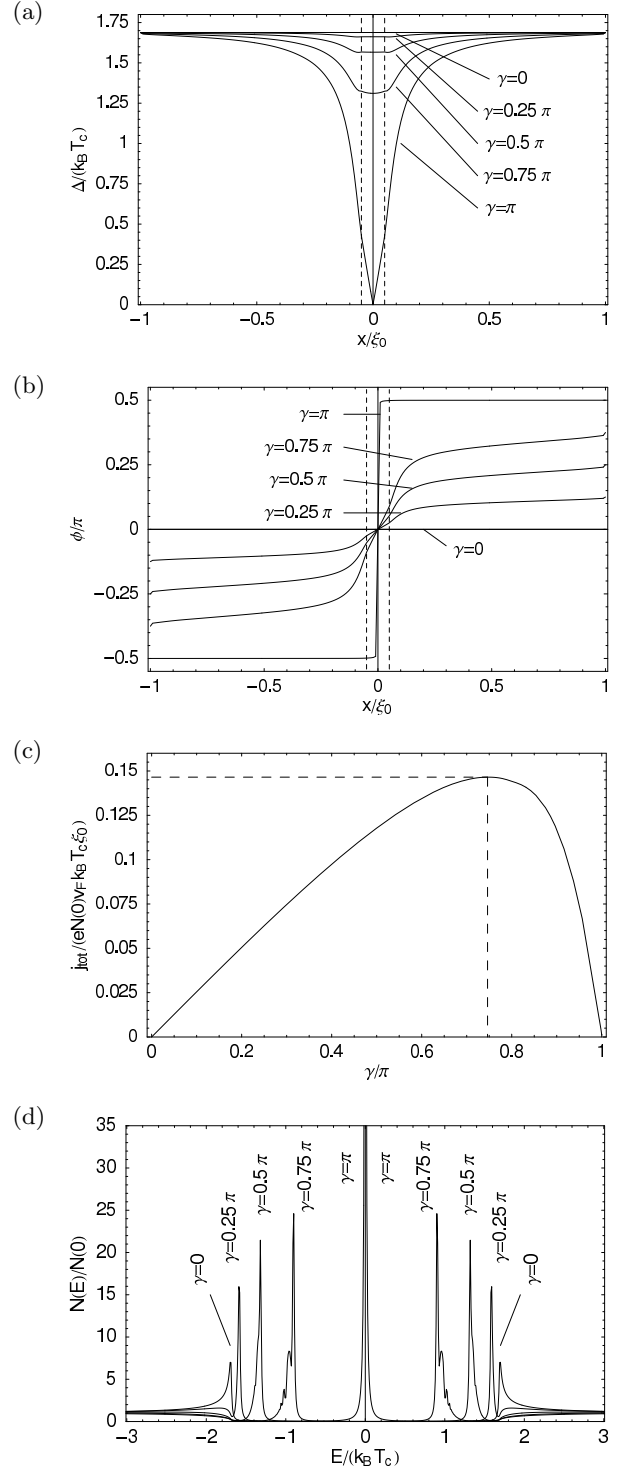 (a)
1.75
1.5
1.25
1
0.75
0.5
0.25
0
Δ/(k_B T_c)
γ=0
γ=0.25 π
γ=0.5 π
γ=0.75 π
γ=π
−1 −0.5 0 0.5 1
x/ξ_0
(b)
0.5
0.25
0
−0.25
−0.5
ϕ/π
γ=π
γ=0.75 π
γ=0.5 π
γ=0.25 π
γ=0
−1 −0.5 0 0.5 1
x/ξ_0
(c)
0.15
0.125
0.1
0.075
0.05
0.025
0
j_tot/(eN(0)v_F k_B T_c ξ_0)
0 0.2 0.4 0.6 0.8 1
γ/π
(d)
35
30
25
20
15
10
5
0
N(E)/N(0)
γ=0
γ=0.25 π
γ=0.5 π
γ=0.75 π
γ=π
γ=π
γ=0.75 π
γ=0.5 π
γ=0.25 π
γ=0
−3 −2 −1 0 1 2 3
E/(k_B T_c)